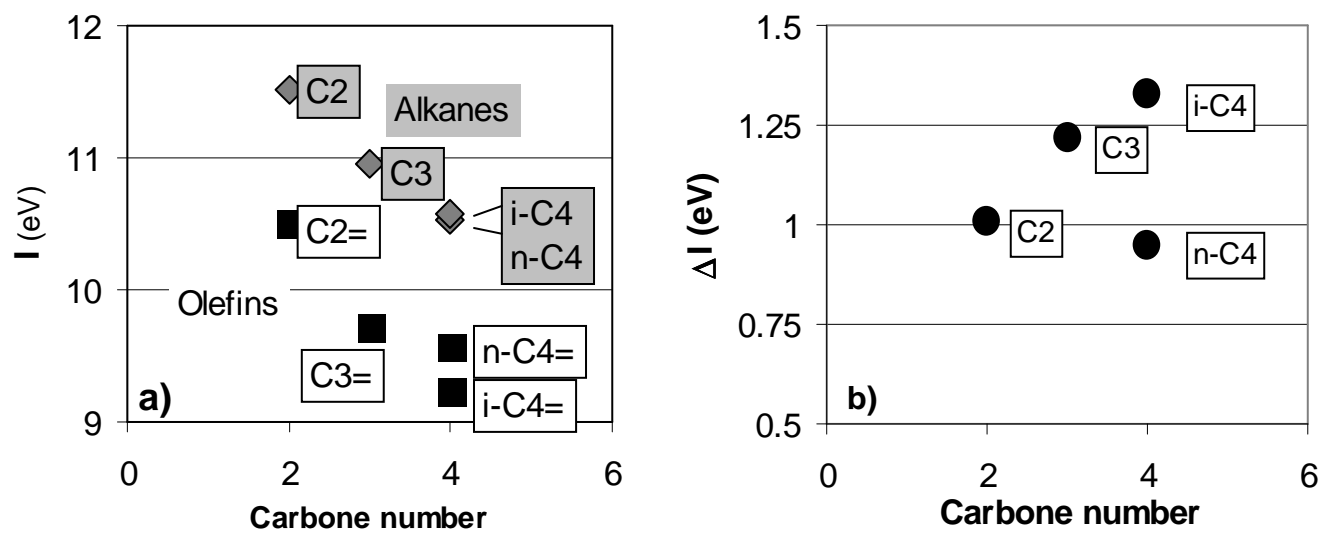 12
11
10
9
I (eV)
C2
Alkanes
C3
C2=
i-C4
n-C4
Olefins
C3=
n-C4=
i-C4=
a)
0
2
4
6
Carbone number
1.5
1.25
1
0.75
0.5
Δ I (eV)
i-C4
C3
C2
n-C4
b)
0
2
4
6
Carbone number